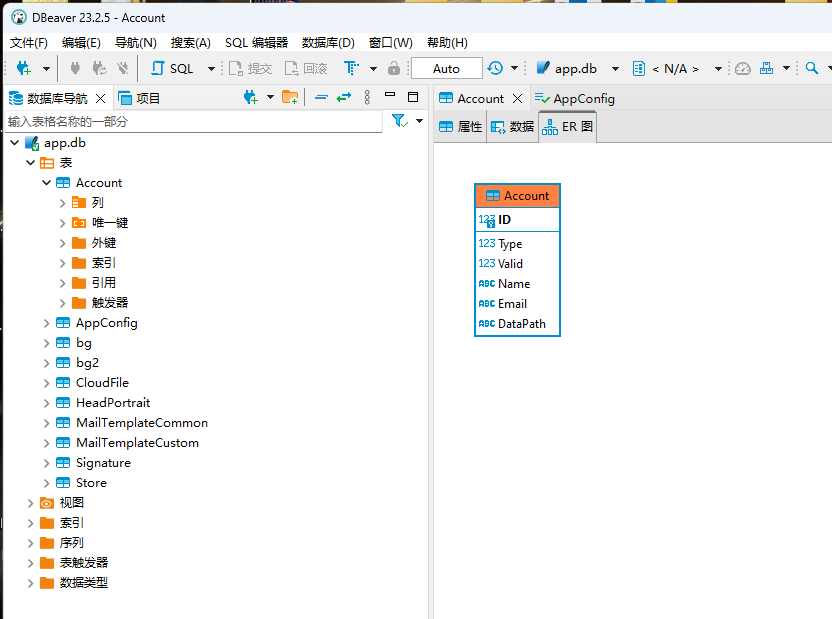 DBeaver 23.2.5 - Account
文件(F) 编辑(E) 导航(N) 搜索(A) SQL 编辑器 数据库(D) 窗口(W) 帮助(H)
SQL 提交 回滚 Auto app.db < N/A >
数据库导航 项目
输入表格名称的一部分
app.db
表
Account
列
唯一键
外键
索引
引用
触发器
AppConfig
bg
bg2
CloudFile
HeadPortrait
MailTemplateCommon
MailTemplateCustom
Signature
Store
视图
索引
序列
表触发器
数据类型
Account AppConfig
属性 数据 ER 图
Account
123 ID
123 Type
123 Valid
ABC Name
ABC Email
ABC DataPath